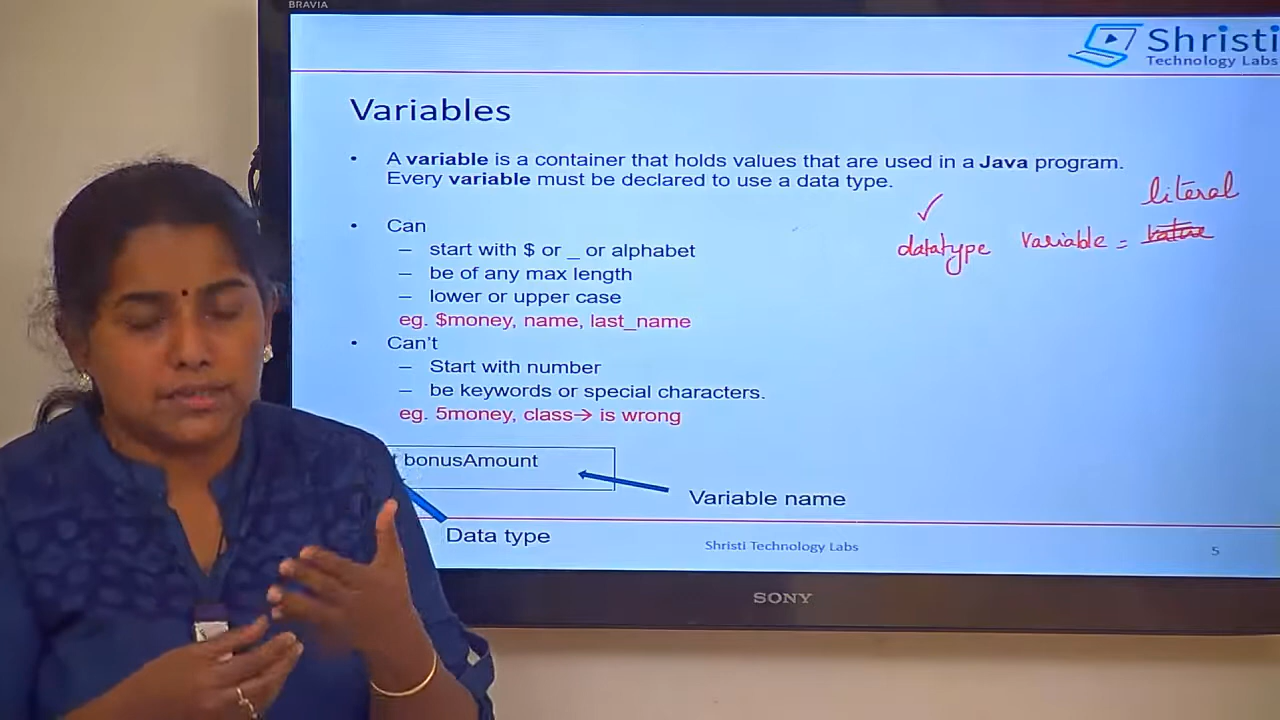 BRAVIA
Shristi
Technology Labs
Variables
• A variable is a container that holds values that are used in a Java program.
Every variable must be declared to use a data type.
literal
datatype variable =
• Can
– start with $ or _ or alphabet
– be of any max length
– lower or upper case
eg. $money, name, last_name
• Can't
– Start with number
– be keywords or special characters.
eg. 5money, class→ is wrong
t bonusAmount
Variable name
Data type
Shristi Technology Labs
5
SONY